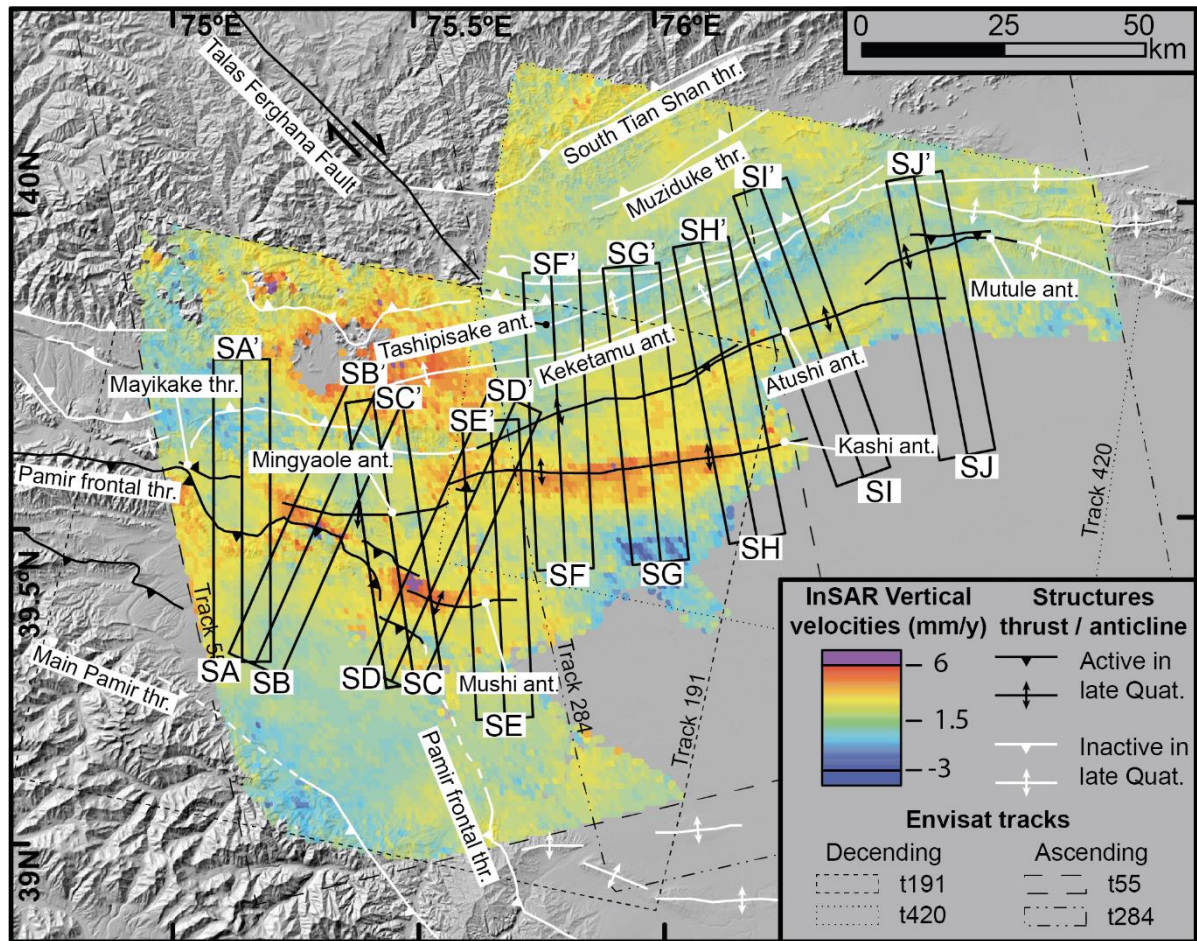 75°E
75.5°E
76°E
0 25 50
km
Talas Ferghana Fault
South Tian Shan thr.
Muziduke thr.
40N
39.5N
39N
SI'
SJ'
SH'
SG'
SF'
Tashipisake ant.
Keketamu ant.
Mutule ant.
Atushi ant.
Kashi ant.
SA'
SB'
SC'
SD'
SE'
Mayikake thr.
Mingyaole ant.
Pamir frontal thr.
SJ
SI
SH
SG
SF
Track 420
Track 5
Main Pamir thr.
SA
SB
SD
SC
SE
Mushi ant.
Track 284
Track 191
Pamir frontal thr.
InSAR Vertical
velocities (mm/y)
6
1.5
-3
Structures
thrust / anticline
Active in
late Quat.
Inactive in
late Quat.
Envisat tracks
Decending
Ascending
t191
t55
t420
t284